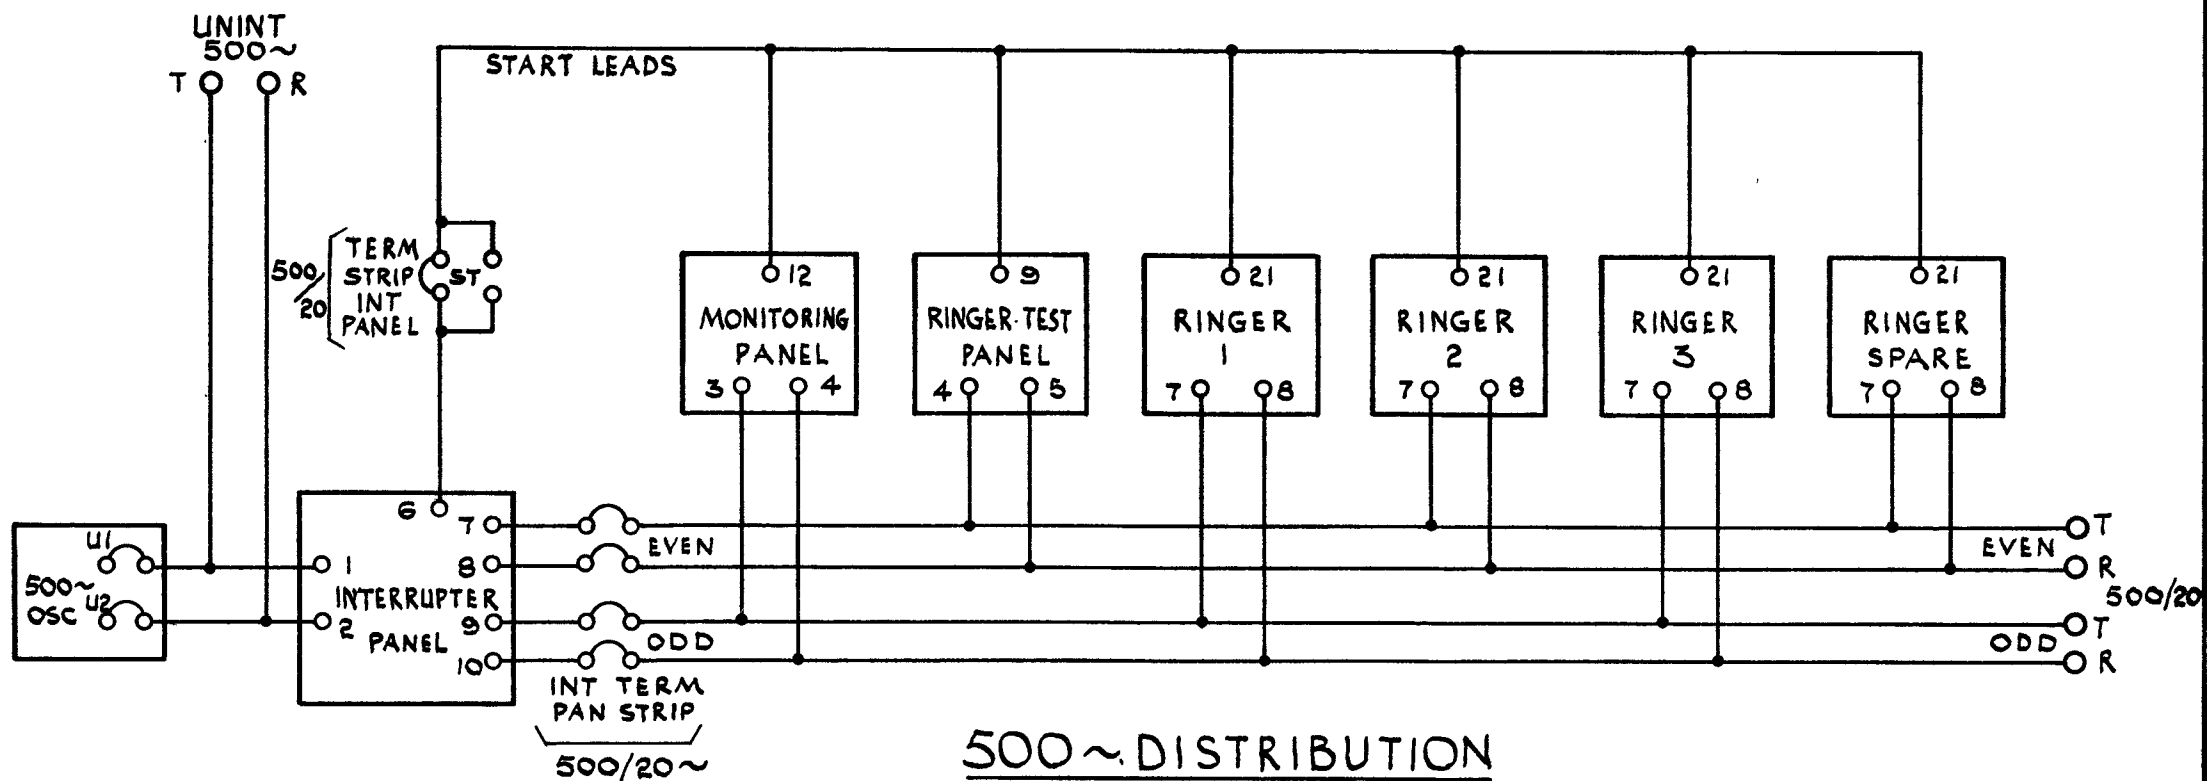 UNINT
500~
T R
START LEADS
500/20
TERM
STRIP
INT
PANEL
ST
12
MONITORING
PANEL
3 4
9
RINGER-TEST
PANEL
4 5
21
RINGER
1
7 8
21
RINGER
2
7 8
21
RINGER
3
7 8
21
RINGER
SPARE
7 8
U1
500~
OSC
U2
6
7
1
8
INTERRUPTER
PANEL
2
9
10
EVEN
ODD
INT TERM
PAN STRIP
500/20~
T
EVEN
R
500/20
T
ODD
R
500~DISTRIBUTION